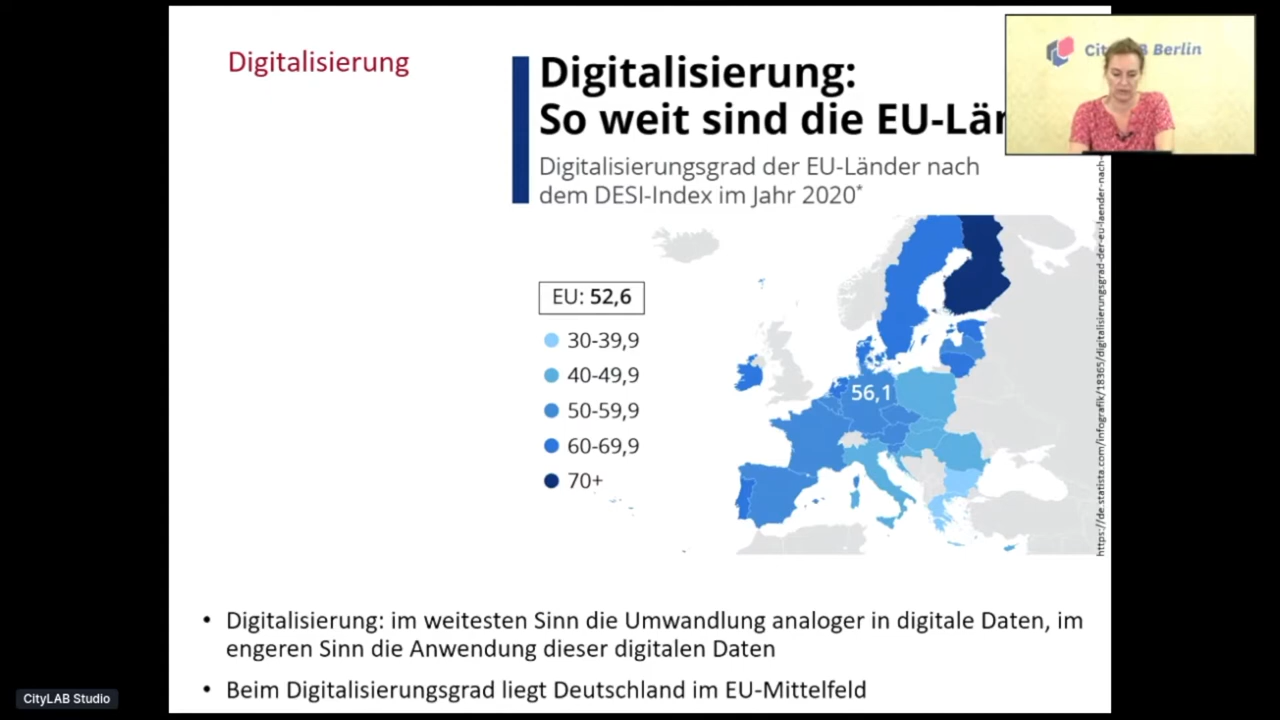 Digitalisierung
Digitalisierung:
So weit sind die EU-Län
Digitalisierungsgrad der EU-Länder nach
dem DESI-Index im Jahr 2020*
EU: 52,6
30-39,9
40-49,9
50-59,9
60-69,9
70+
56,1
https://de.statista.com/infografik/18365/digitalisierungsgrad-der-eu-laender-nach-
CityLAB Berlin
• Digitalisierung: im weitesten Sinn die Umwandlung analoger in digitale Daten, im
engeren Sinn die Anwendung dieser digitalen Daten
• Beim Digitalisierungsgrad liegt Deutschland im EU-Mittelfeld
CityLAB Studio